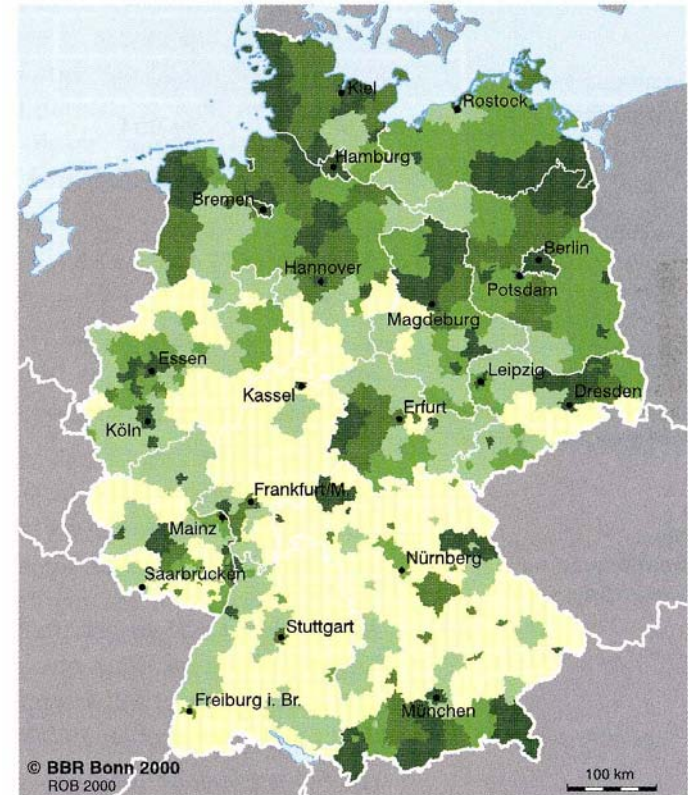 Kiel
Rostock
Hamburg
Bremen
Berlin
Hannover
Potsdam
Magdeburg
Essen
Leipzig
Kassel
Dresden
Erfurt
Köln
Frankfurt/M.
Mainz
Nürnberg
Saarbrücken
Stuttgart
Freiburg i. Br.
München
© BBR Bonn 2000
ROB 2000
100 km